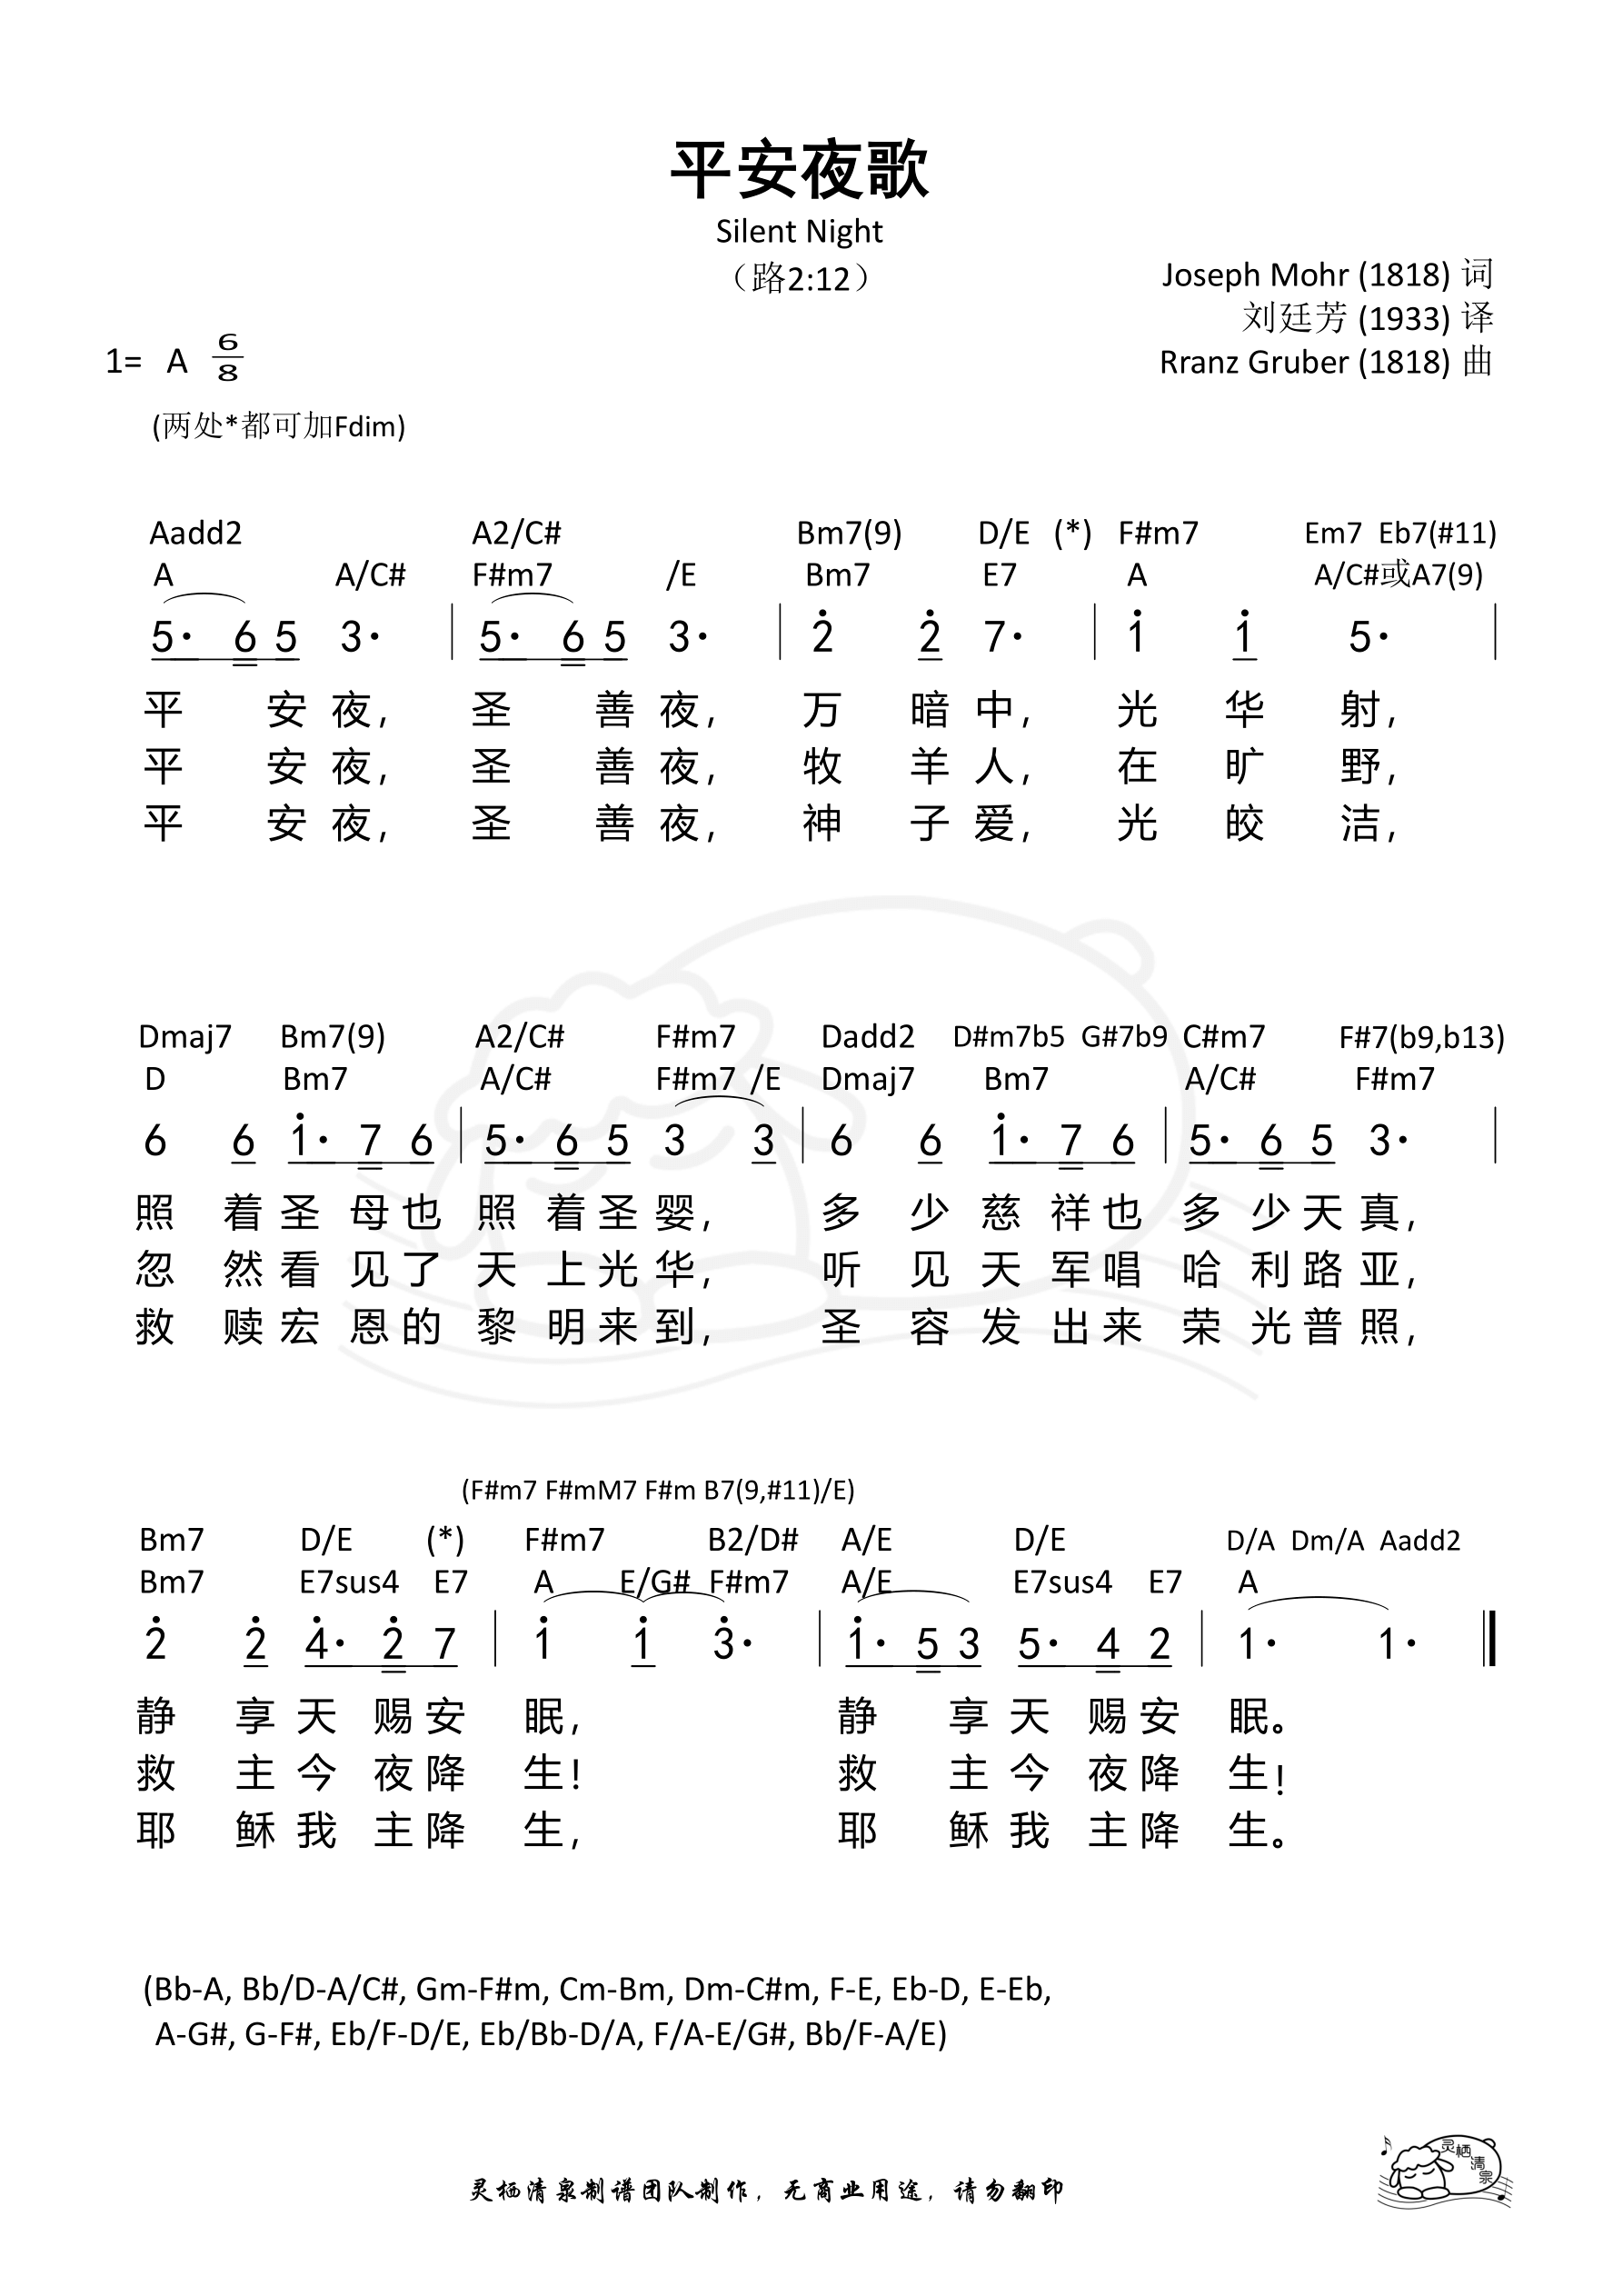 平安夜歌
Silent Night
（路2:12）
Joseph Mohr (1818) 词
刘廷芳 (1933) 译
Rranz Gruber (1818) 曲
1= A 6/8
(两处*都可加Fdim)
Aadd2 A2/C# Bm7(9) D/E (*) F#m7 Em7 Eb7(#11)
A A/C# F#m7 /E Bm7 E7 A A/C#或A7(9)
5· 6 5 3· | 5· 6 5 3· | 2̇ 2̇ 7· | 1̇ 1̇ 5· |
平 安 夜, 圣 善 夜, 万 暗 中, 光 华 射,
平 安 夜, 圣 善 夜, 牧 羊 人, 在 旷 野,
平 安 夜, 圣 善 夜, 神 子 爱, 光 皎 洁,
Dmaj7 Bm7(9) A2/C# F#m7 Dadd2 D#m7b5 G#7b9 C#m7 F#7(b9,b13)
D Bm7 A/C# F#m7 /E Dmaj7 Bm7 A/C# F#m7
6 6 1̇· 7 6 | 5· 6 5 3 3 | 6 6 1̇· 7 6 | 5· 6 5 3· |
照 着 圣 母 也 照 着 圣 婴, 多 少 慈 祥 也 多 少 天 真,
忽 然 看 见 了 天 上 光 华, 听 见 天 军 唱 哈 利 路 亚,
救 赎 宏 恩 的 黎 明 来 到, 圣 容 发 出 来 荣 光 普 照,
(F#m7 F#mM7 F#m B7(9,#11)/E)
Bm7 D/E (*) F#m7 B2/D# A/E D/E D/A Dm/A Aadd2
Bm7 E7sus4 E7 A E/G# F#m7 A/E E7sus4 E7 A
2̇ 2̇ 4̇· 2̇ 7 | 1̇ 1̇ 3̇· | 1̇· 5 3 5· 4 2 | 1· 1· ‖
静 享 天 赐 安 眠, 静 享 天 赐 安 眠。
救 主 今 夜 降 生! 救 主 今 夜 降 生!
耶 稣 我 主 降 生, 耶 稣 我 主 降 生。
(Bb-A, Bb/D-A/C#, Gm-F#m, Cm-Bm, Dm-C#m, F-E, Eb-D, E-Eb,
A-G#, G-F#, Eb/F-D/E, Eb/Bb-D/A, F/A-E/G#, Bb/F-A/E)
灵栖清泉制谱团队制作，无商业用途，请勿翻印
灵栖清泉